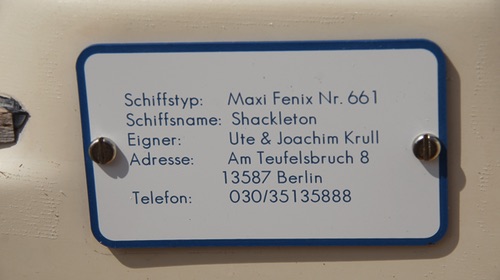 Schiffstyp: Maxi Fenix Nr. 661
Schiffsname: Shackleton
Eigner: Ute & Joachim Krull
Adresse: Am Teufelsbruch 8
13587 Berlin
Telefon: 030/35135888